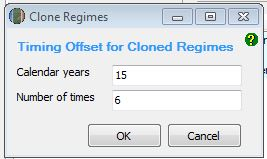 Clone Regimes
Timing Offset for Cloned Regimes
?
Calendar years 15
Number of times 6
OK Cancel